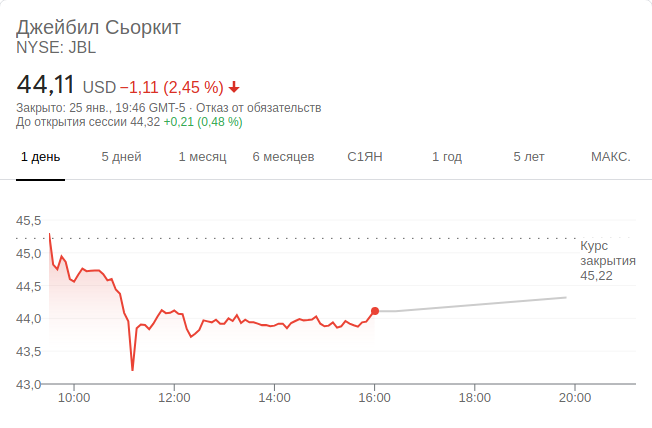 Джейбил Сьоркит
NYSE: JBL
44,11 USD −1,11 (2,45 %)
Закрыто: 25 янв., 19:46 GMT-5 · Отказ от обязательств
До открытия сессии 44,32 +0,21 (0,48 %)
1 день 5 дней 1 месяц 6 месяцев С1ЯН 1 год 5 лет МАКС.
45,5
Курс
45,0
закрытия
44,5
45,22
44,0
43,5
43,0
10:00 12:00 14:00 16:00 18:00 20:00